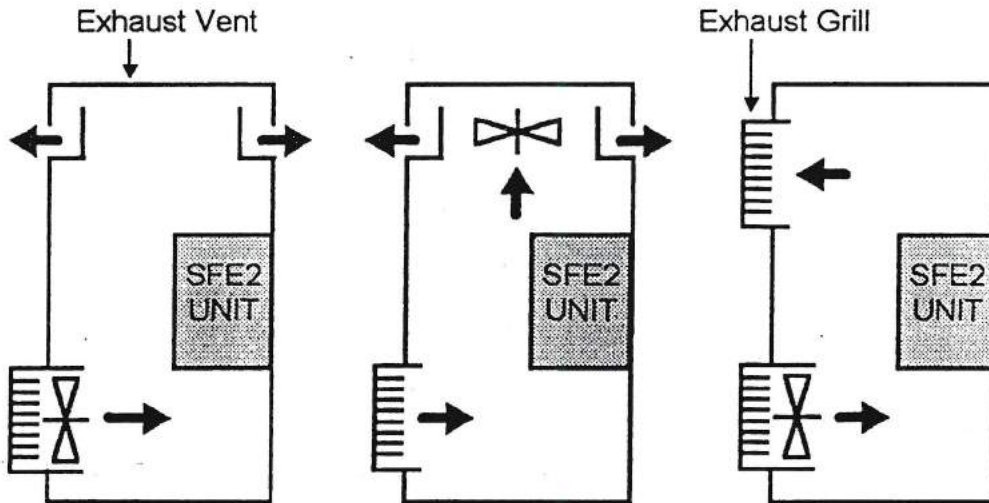 Exhaust Vent
Exhaust Grill
SFE2
UNIT
SFE2
UNIT
SFE2
UNIT